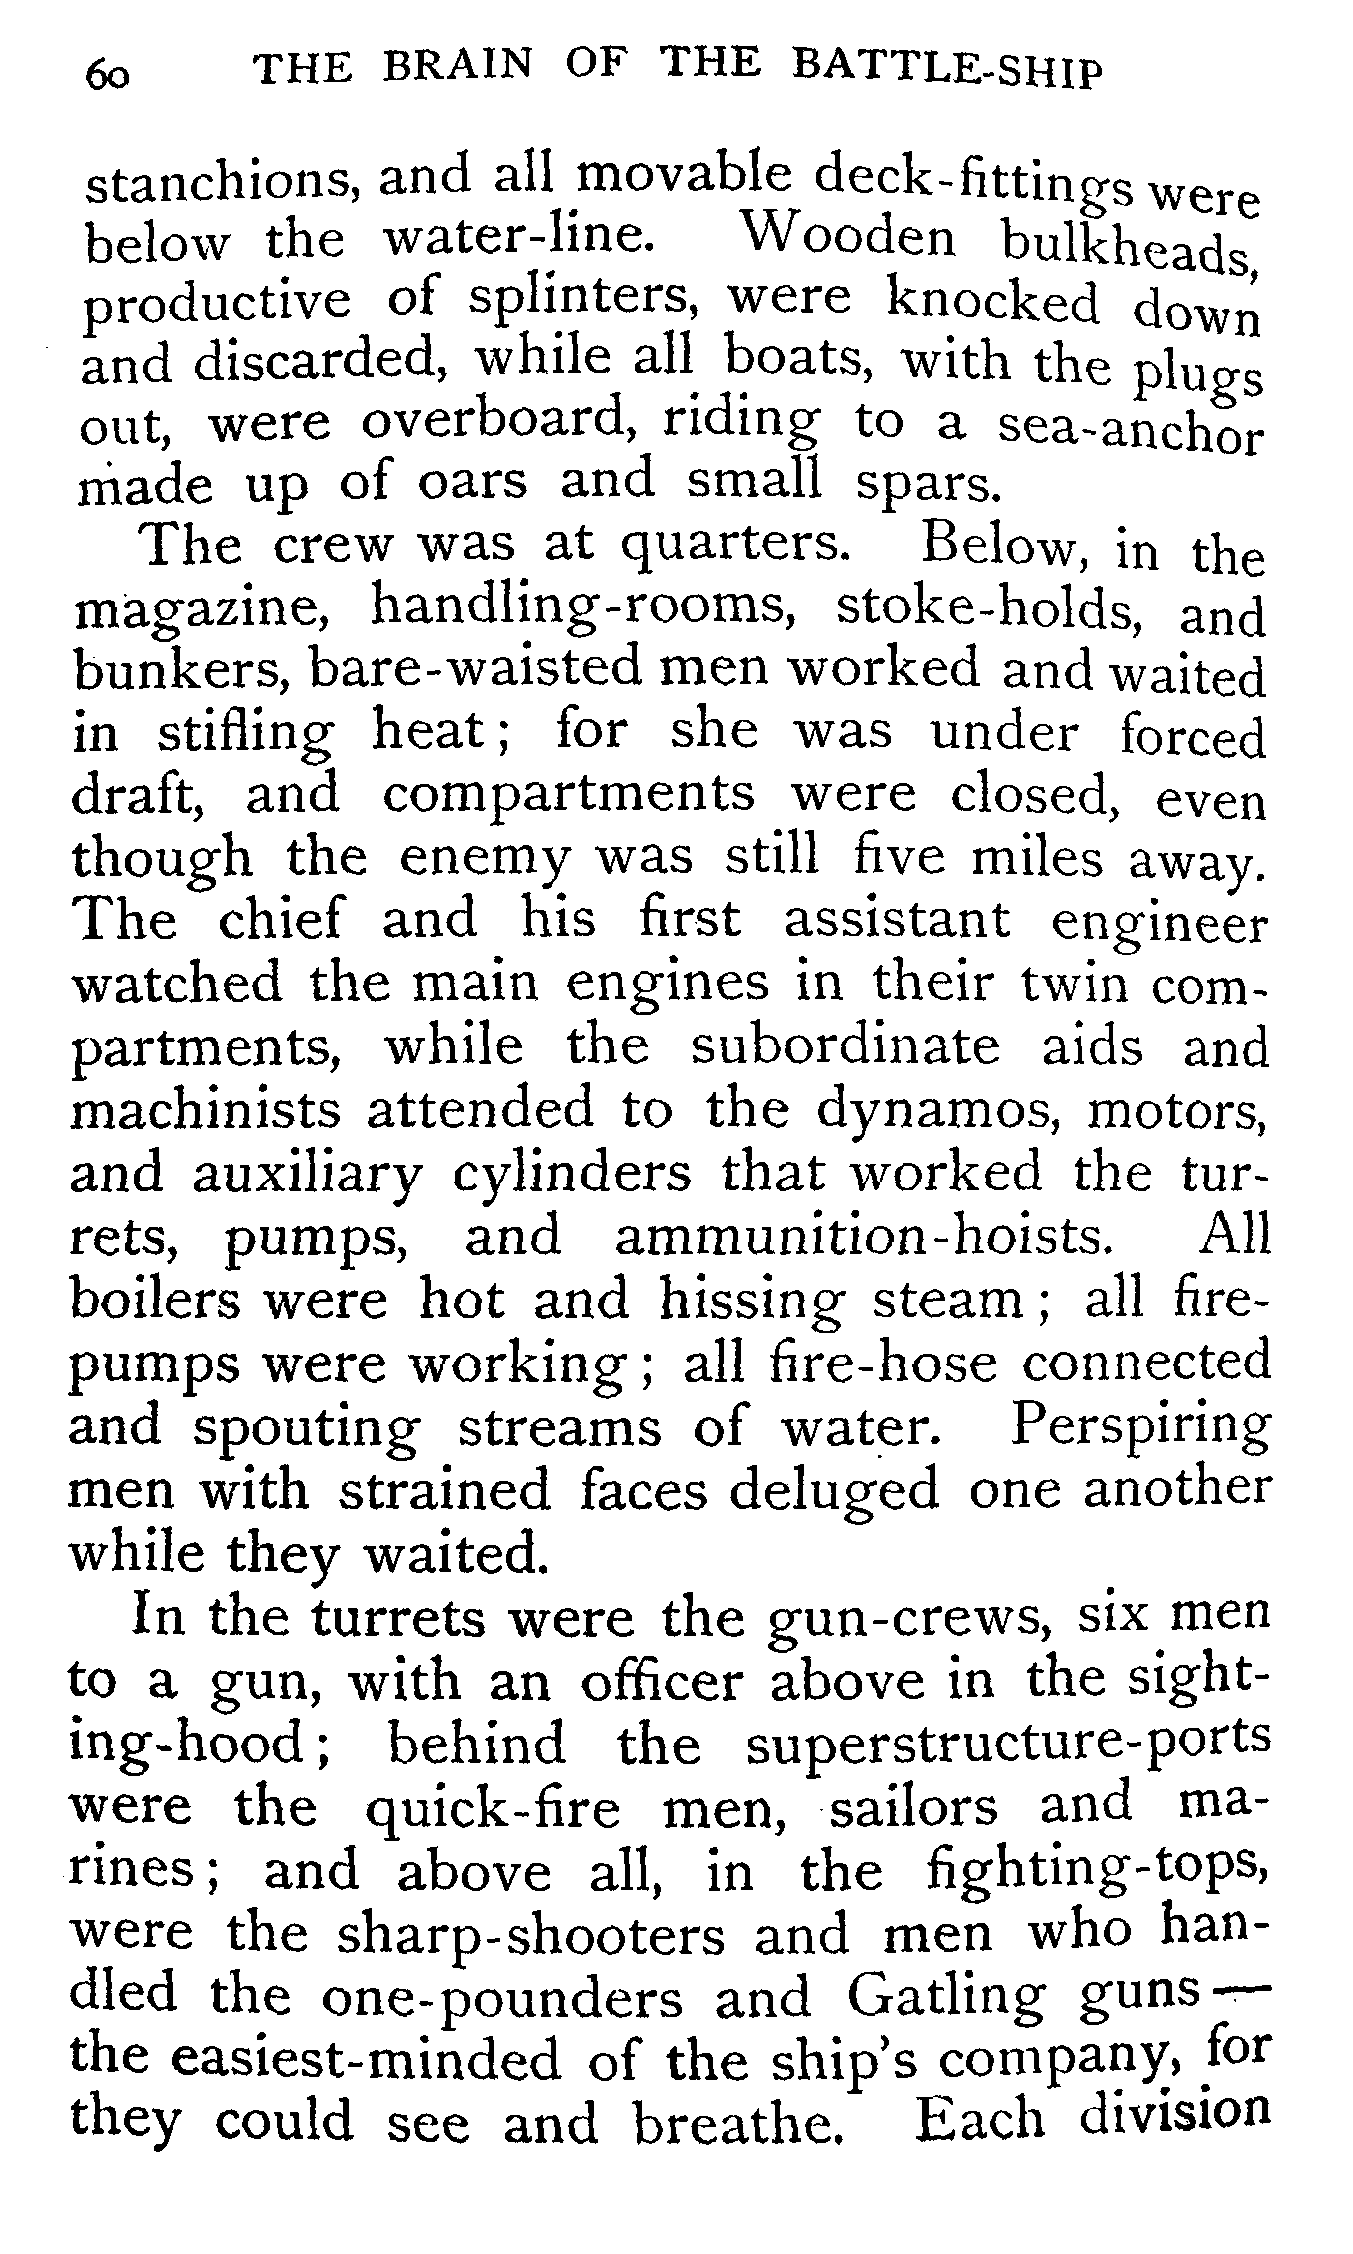 60 THE BRAIN OF THE BATTLE-SHIP
stanchions, and all movable deck-fittings were
below the water-line. Wooden bulkheads,
productive of splinters, were knocked down
and discarded, while all boats, with the plugs
out, were overboard, riding to a sea-anchor
made up of oars and small spars.
The crew was at quarters. Below, in the
magazine, handling-rooms, stoke-holds, and
bunkers, bare-waisted men worked and waited
in stifling heat; for she was under forced
draft, and compartments were closed, even
though the enemy was still five miles away.
The chief and his first assistant engineer
watched the main engines in their twin com-
partments, while the subordinate aids and
machinists attended to the dynamos, motors,
and auxiliary cylinders that worked the tur-
rets, pumps, and ammunition-hoists. All
boilers were hot and hissing steam; all fire-
pumps were working; all fire-hose connected
and spouting streams of water. Perspiring
men with strained faces deluged one another
while they waited.
In the turrets were the gun-crews, six men
to a gun, with an officer above in the sight-
ing-hood; behind the superstructure-ports
were the quick-fire men, sailors and ma-
rines; and above all, in the fighting-tops,
were the sharp-shooters and men who han-
dled the one-pounders and Gatling guns—
the easiest-minded of the ship's company, for
they could see and breathe. Each division